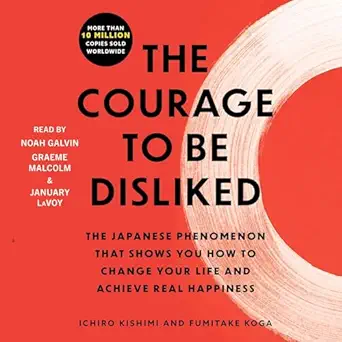 MORE THAN
10 MILLION
COPIES SOLD
WORLDWIDE
THE
COURAGE
TO BE
DISLIKED
READ BY
NOAH GALVIN
GRAEME
MALCOLM &
JANUARY
LaVOY
THE JAPANESE PHENOMENON
THAT SHOWS YOU HOW TO
CHANGE YOUR LIFE AND
ACHIEVE REAL HAPPINESS
ICHIRO KISHIMI AND FUMITAKE KOGA